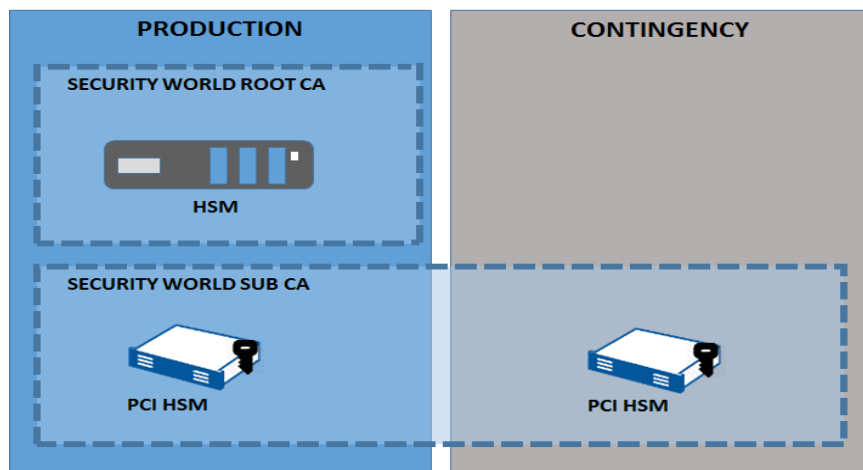 PRODUCTION
CONTINGENCY
SECURITY WORLD ROOT CA
HSM
SECURITY WORLD SUB CA
PCI HSM
PCI HSM